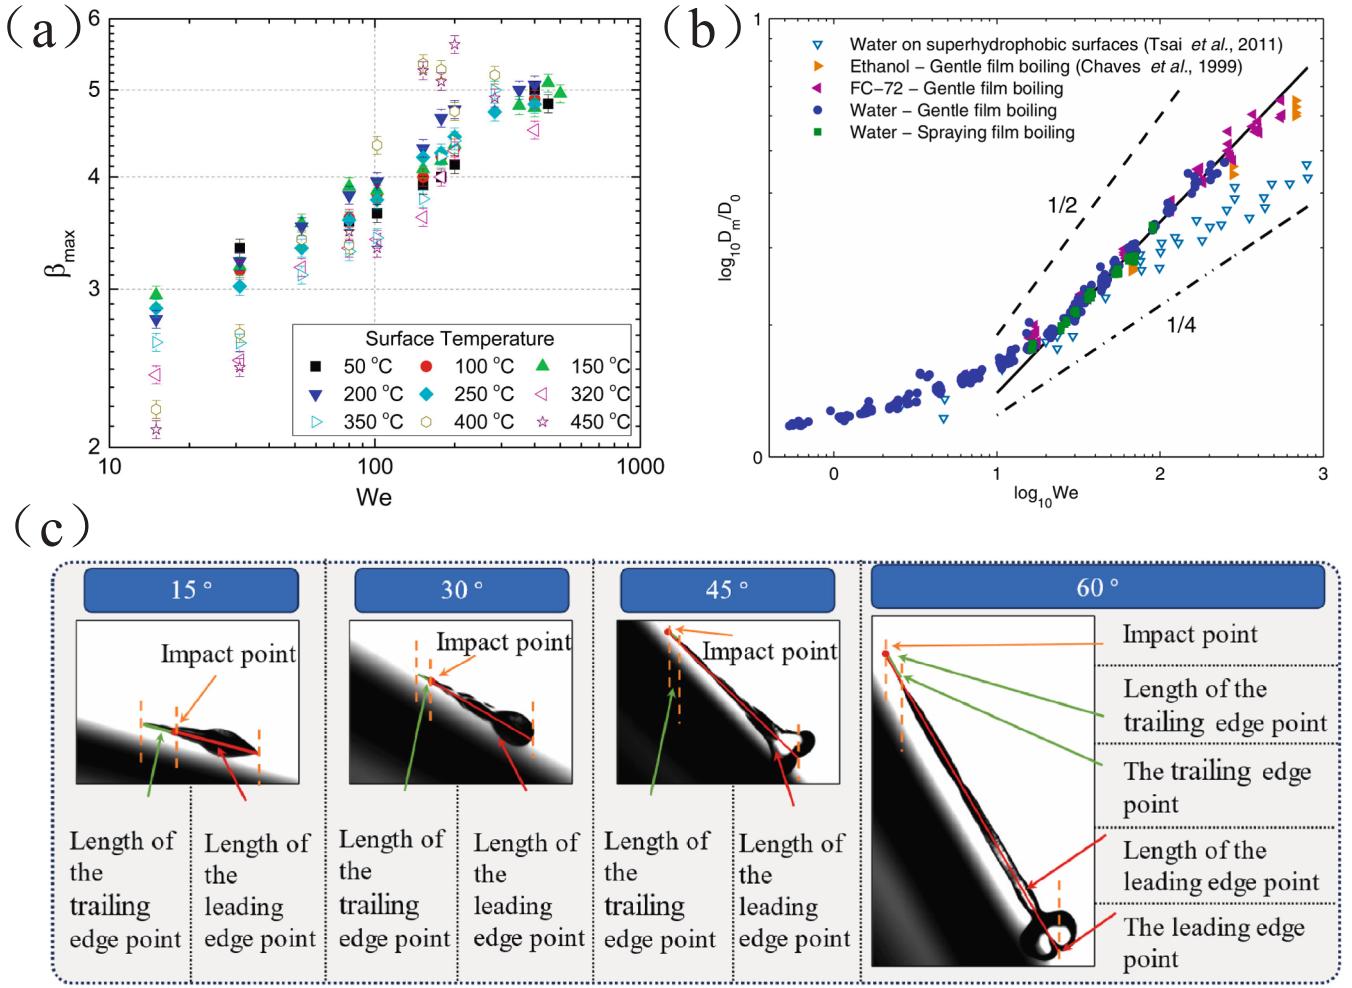 (a)
6
5
4
3
2
βmax
10
100
1000
We
Surface Temperature
50 °C
100 °C
150 °C
200 °C
250 °C
320 °C
350 °C
400 °C
450 °C
(b)
1
0
log10Dm/D0
Water on superhydrophobic surfaces (Tsai et al., 2011)
Ethanol – Gentle film boiling (Chaves et al., 1999)
FC–72 – Gentle film boiling
Water – Gentle film boiling
Water – Spraying film boiling
1/2
1/4
0
1
2
3
log10We
(c)
15 °
30 °
45 °
60 °
Impact point
Impact point
Impact point
Impact point
Length of the
trailing edge point
The trailing edge
point
Length of the
leading edge point
The leading edge
point
Length of
the
trailing
edge point
Length of
the
leading
edge point
Length of
the
trailing
edge point
Length of
the
leading
edge point
Length of
the
trailing
edge point
Length of
the
leading
edge point